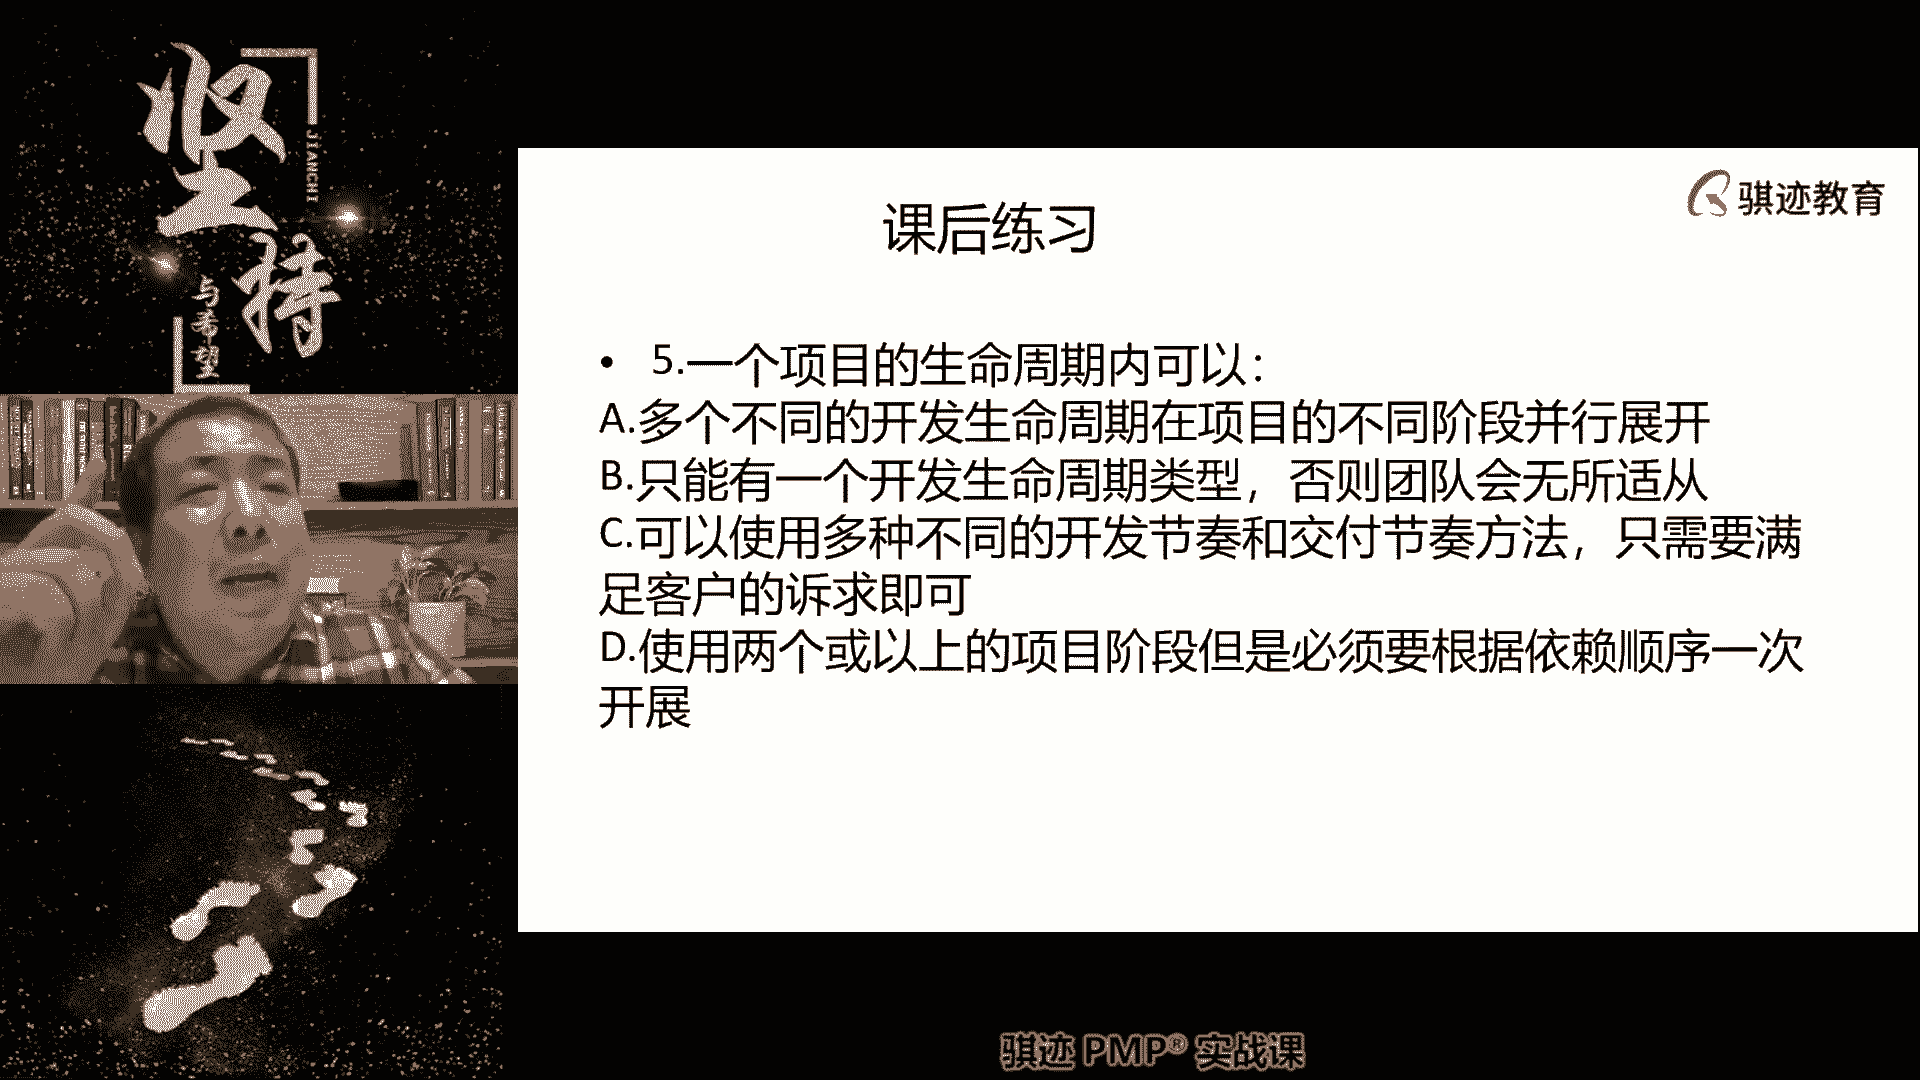 坚持
JIANCHI
与希望
骐迹教育
课后练习
• 5.一个项目的生命周期内可以：
A.多个不同的开发生命周期在项目的不同阶段并行展开
B.只能有一个开发生命周期类型，否则团队会无所适从
C.可以使用多种不同的开发节奏和交付节奏方法，只需要满
足客户的诉求即可
D.使用两个或以上的项目阶段但是必须要根据依赖顺序一次
开展
骐迹 PMP® 实战课